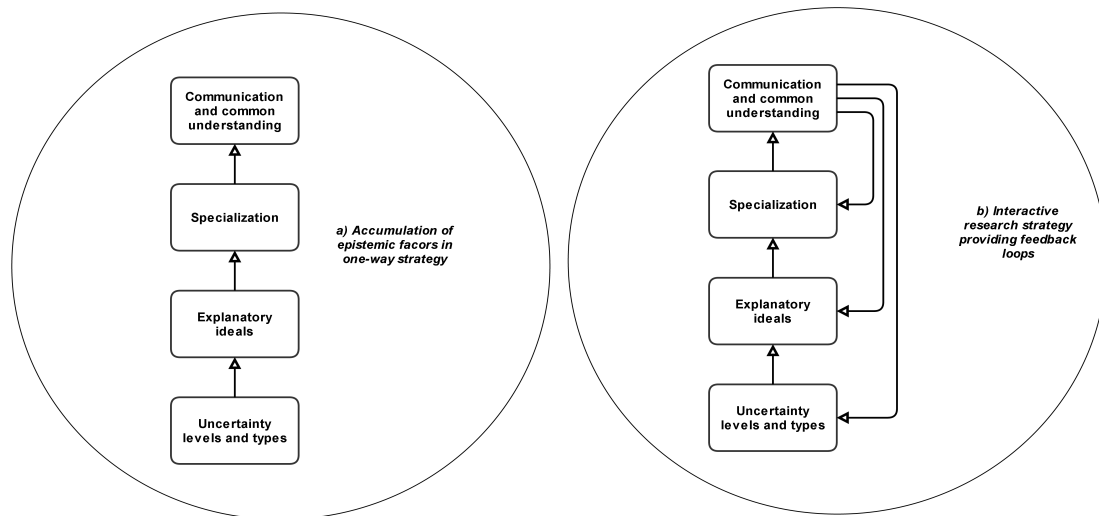 Communication
and common
understanding
Specialization
Explanatory
ideals
Uncertainty
levels and types
a) Accumulation of
epistemic facors in
one-way strategy
Communication
and common
understanding
Specialization
Explanatory
ideals
Uncertainty
levels and types
b) Interactive
research strategy
providing feedback
loops